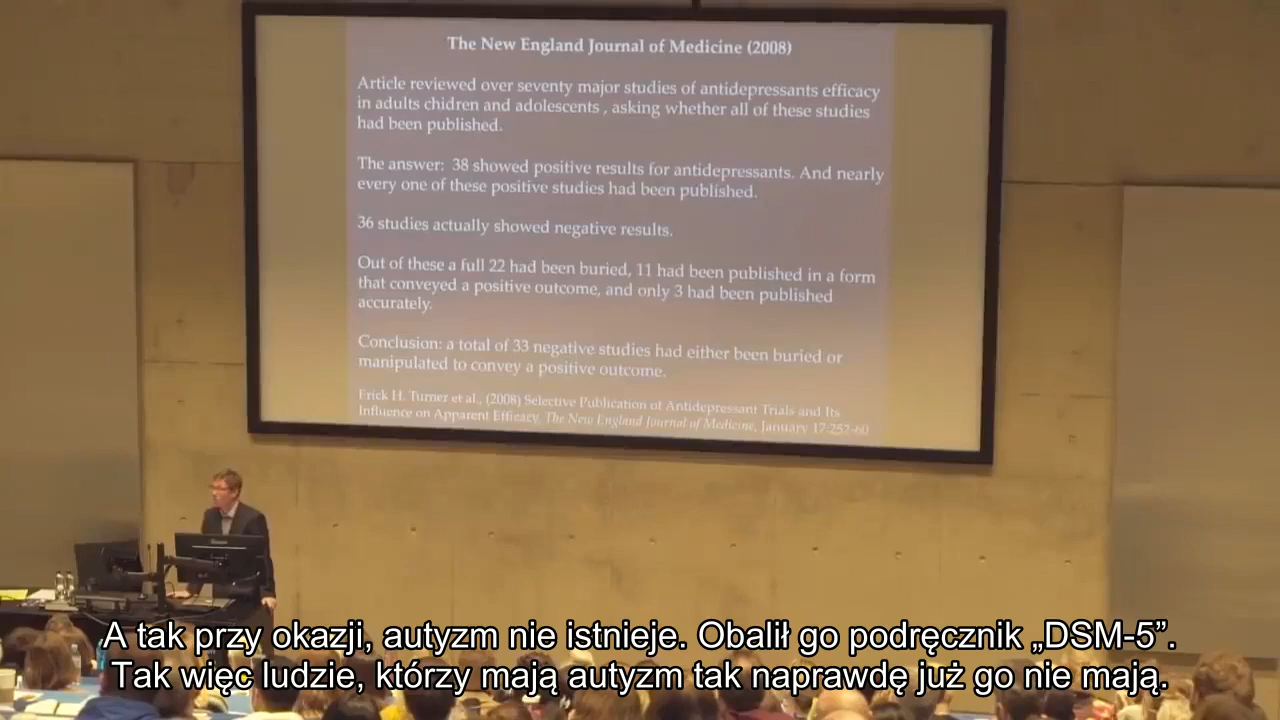 The New England Journal of Medicine (2008)
Article reviewed over seventy major studies of antidepressants efficacy
in adults chidren and adolescents , asking whether all of these studies
had been published.
The answer: 38 showed positive results for antidepressants. And nearly
every one of these positive studies had been published.
36 studies actually showed negative results.
Out of these a full 22 had been buried, 11 had been published in a form
that conveyed a positive outcome, and only 3 had been published
accurately.
Conclusion: a total of 33 negative studies had either been buried or
manipulated to convey a positive outcome.
Erick H. Turner et al., (2008) Selective Publication of Antidepressant Trials and Its
Influence on Apparent Efficacy. The New England Journal of Medicine, January 17:252-60
A tak przy okazji, autyzm nie istnieje. Obalił go podręcznik „DSM-5”.
Tak więc ludzie, którzy mają autyzm tak naprawdę już go nie mają.